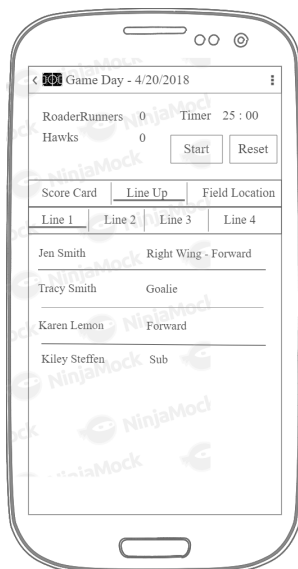 Game Day - 4/20/2018
RoaderRunners 0 Timer 25 : 00
Hawks 0
Start Reset
Score Card Line Up Field Location
Line 1 Line 2 Line 3 Line 4
Jen Smith Right Wing - Forward
Tracy Smith Goalie
Karen Lemon Forward
Kiley Steffen Sub
NinjaMock